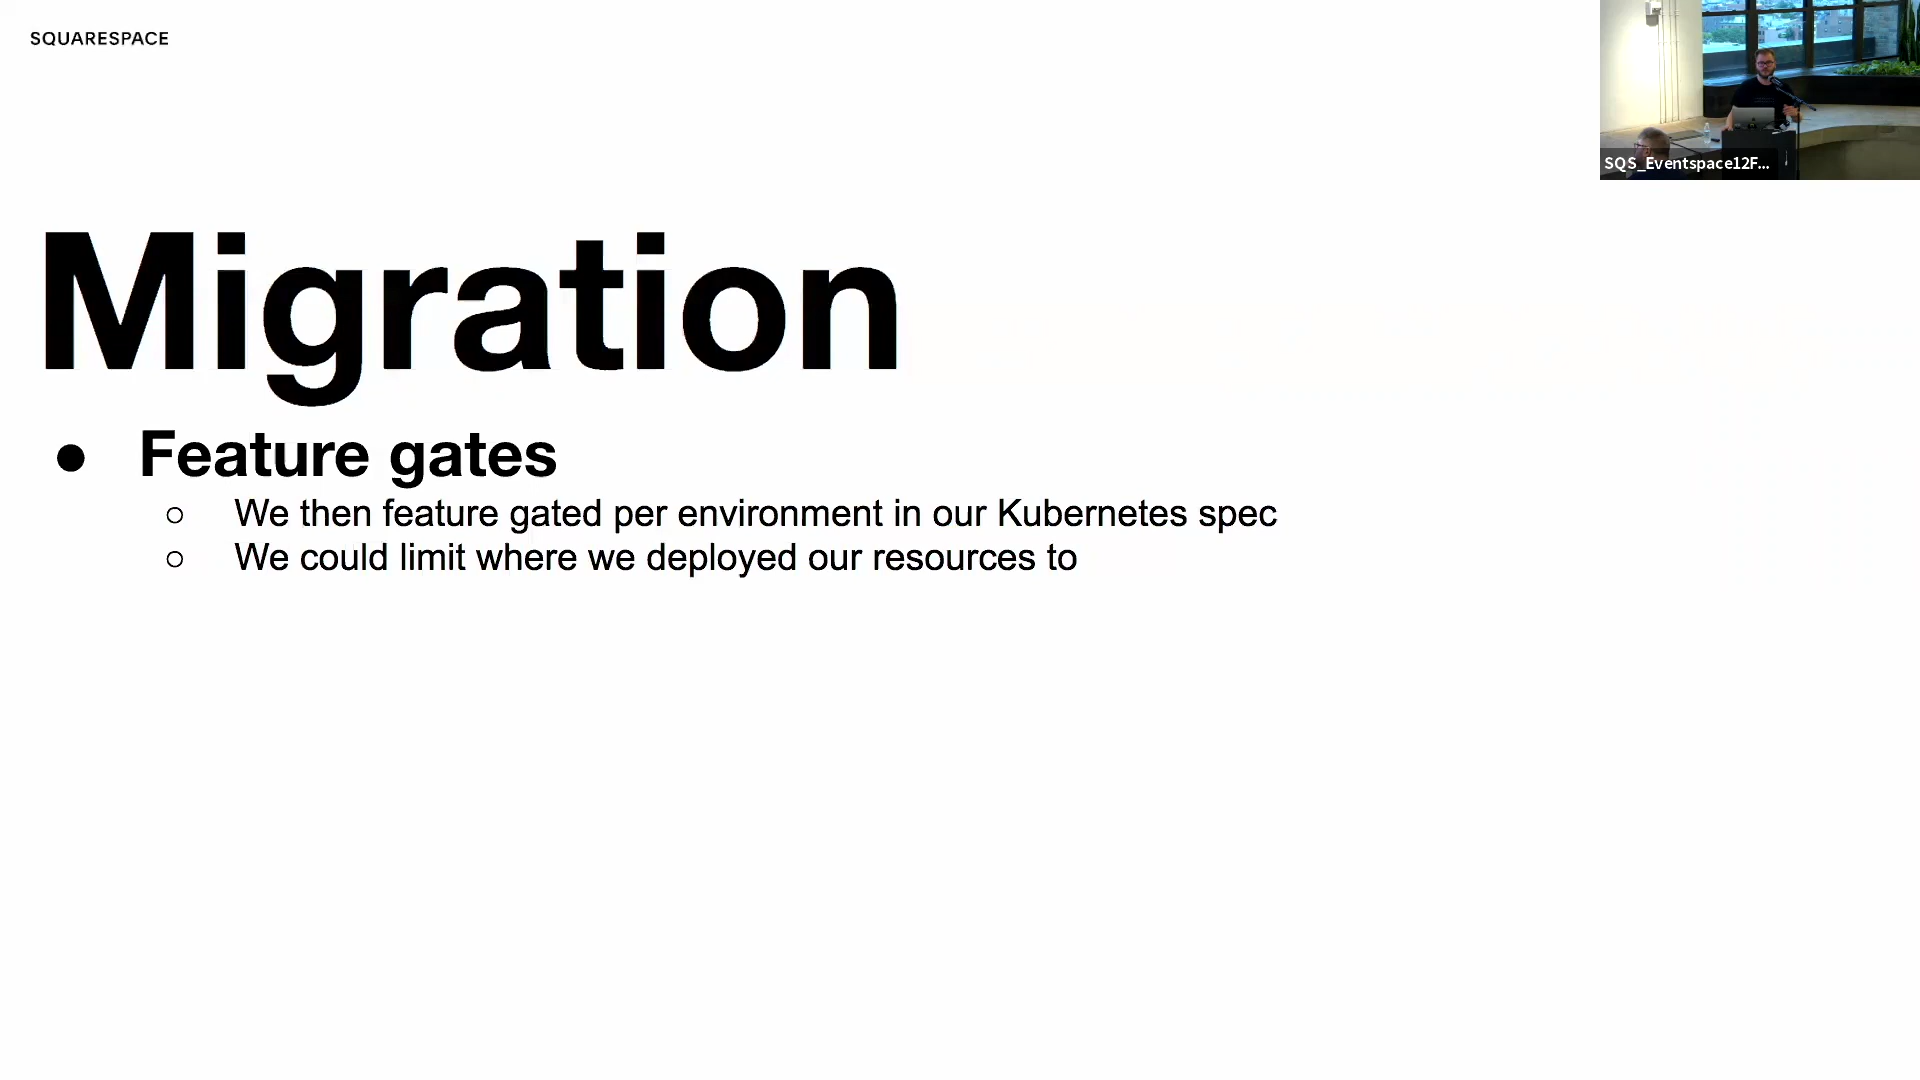 SQUARESPACE
SQS_Eventspace12F...
Migration
● Feature gates
○ We then feature gated per environment in our Kubernetes spec
○ We could limit where we deployed our resources to